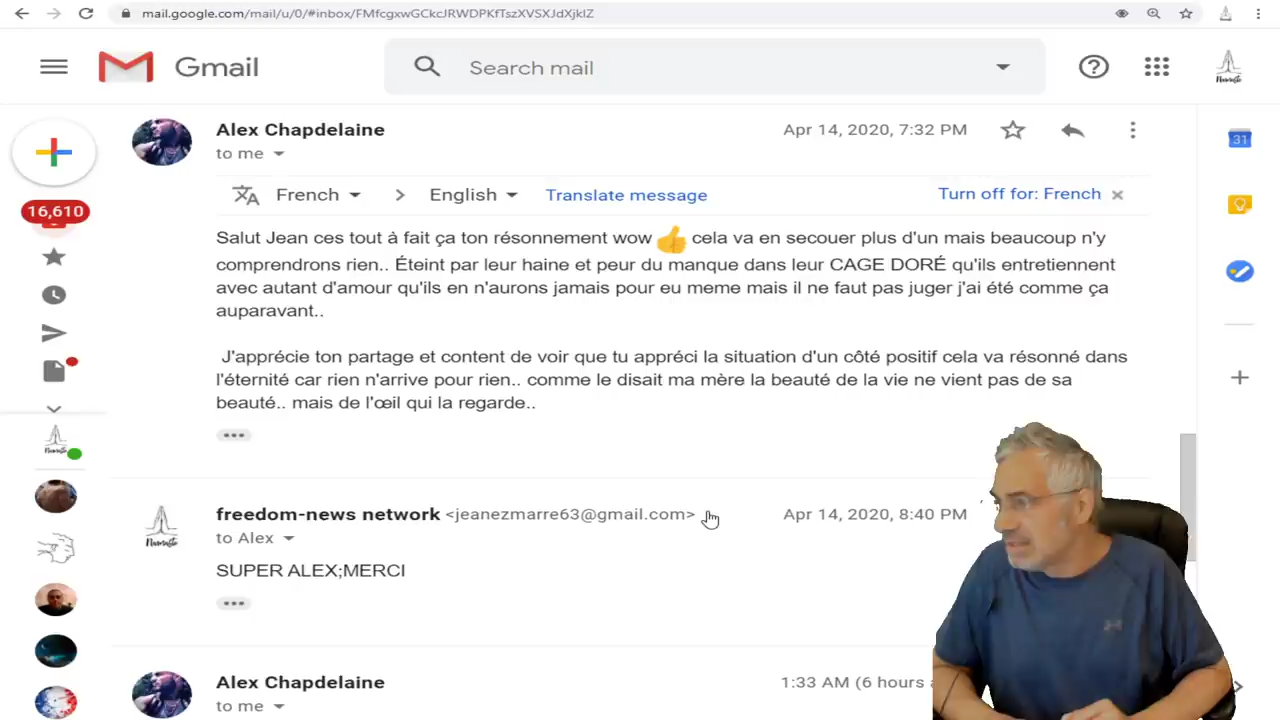 mail.google.com/mail/u/0/#inbox/FMfcgxwGCkcJRWDPKfTszXVSXJdXjklZ
Gmail
Search mail
Namaste
Alex Chapdelaine
Apr 14, 2020, 7:32 PM
to me
31
French > English Translate message Turn off for: French ×
16,610
Salut Jean ces tout à fait ça ton résonnement wow 👍 cela va en secouer plus d'un mais beaucoup n'y
comprendrons rien.. Éteint par leur haine et peur du manque dans leur CAGE DORÉ qu'ils entretiennent
avec autant d'amour qu'ils en n'aurons jamais pour eu meme mais il ne faut pas juger j'ai été comme ça
auparavant..
J'apprécie ton partage et content de voir que tu appréci la situation d'un côté positif cela va résonné dans
l'éternité car rien n'arrive pour rien.. comme le disait ma mère la beauté de la vie ne vient pas de sa
beauté.. mais de l'œil qui la regarde..
Namaste
freedom-news network <jeanezmarre63@gmail.com>
Apr 14, 2020, 8:40 PM
Namaste
to Alex
SUPER ALEX;MERCI
Alex Chapdelaine
1:33 AM (6 hours
to me